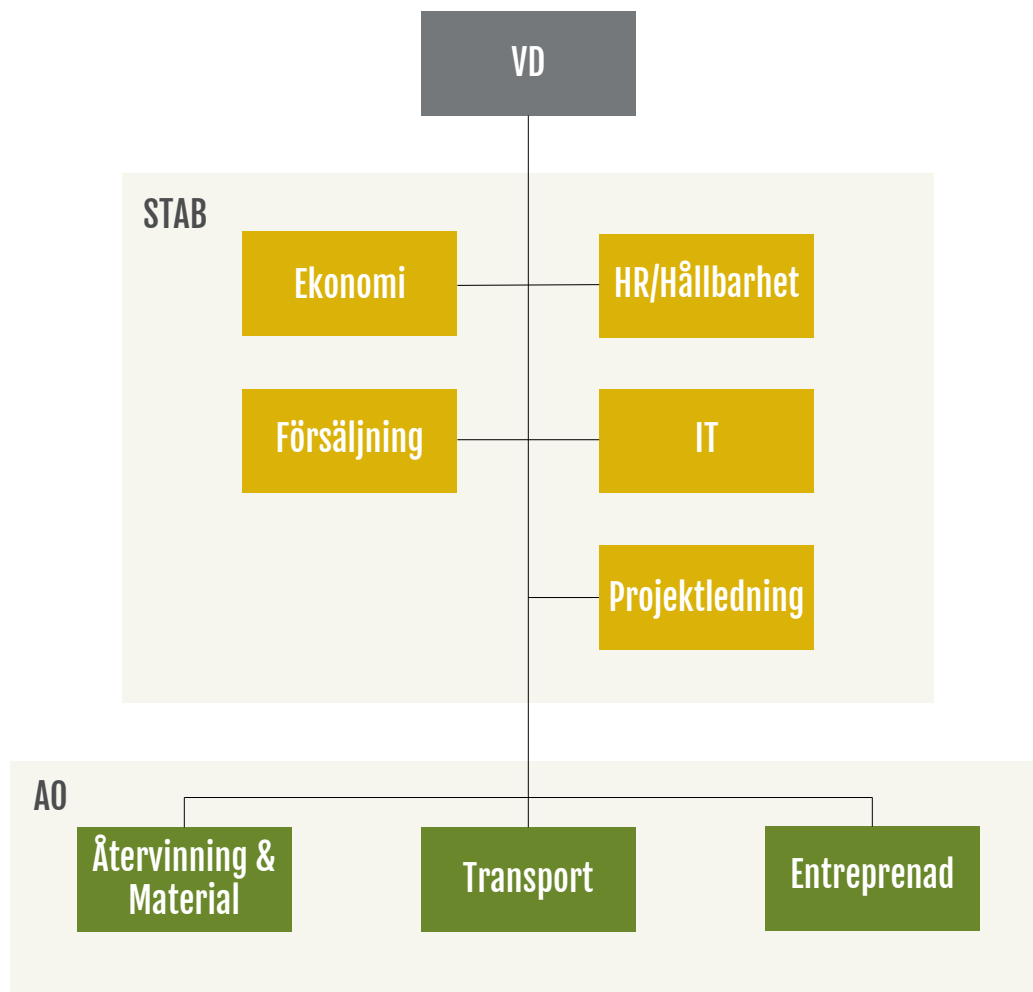 VD
STAB
Ekonomi
HR/Hållbarhet
Försäljning
IT
Projektledning
AO
Återvinning &
Material
Transport
Entreprenad